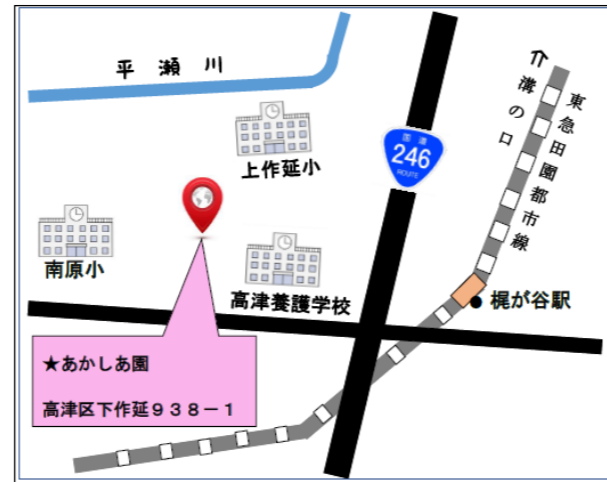 平瀬川
⇑
溝の口
東急田園都市線
国道
246
ROUTE
上作延小
南原小
高津養護学校
●梶が谷駅
★あかしあ園
高津区下作延938－1